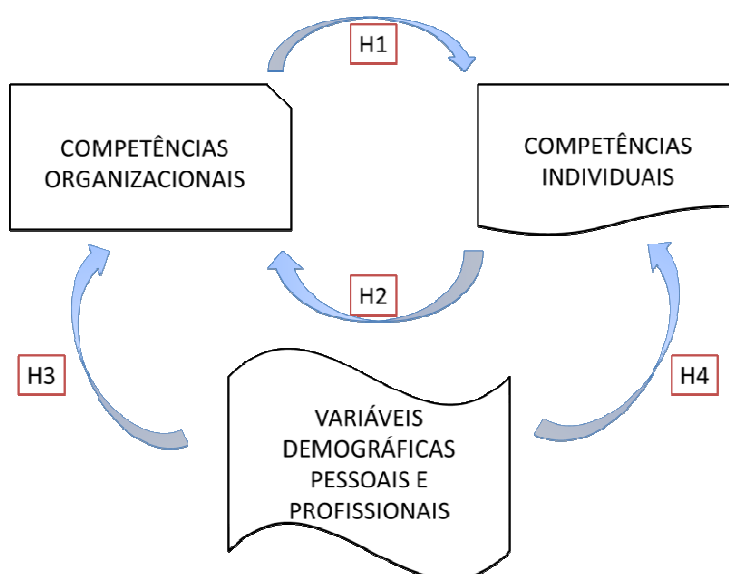 H1
COMPETÊNCIAS
ORGANIZACIONAIS
COMPETÊNCIAS
INDIVIDUAIS
H2
H3
H4
VARIÁVEIS
DEMOGRÁFICAS
PESSOAIS E
PROFISSIONAIS